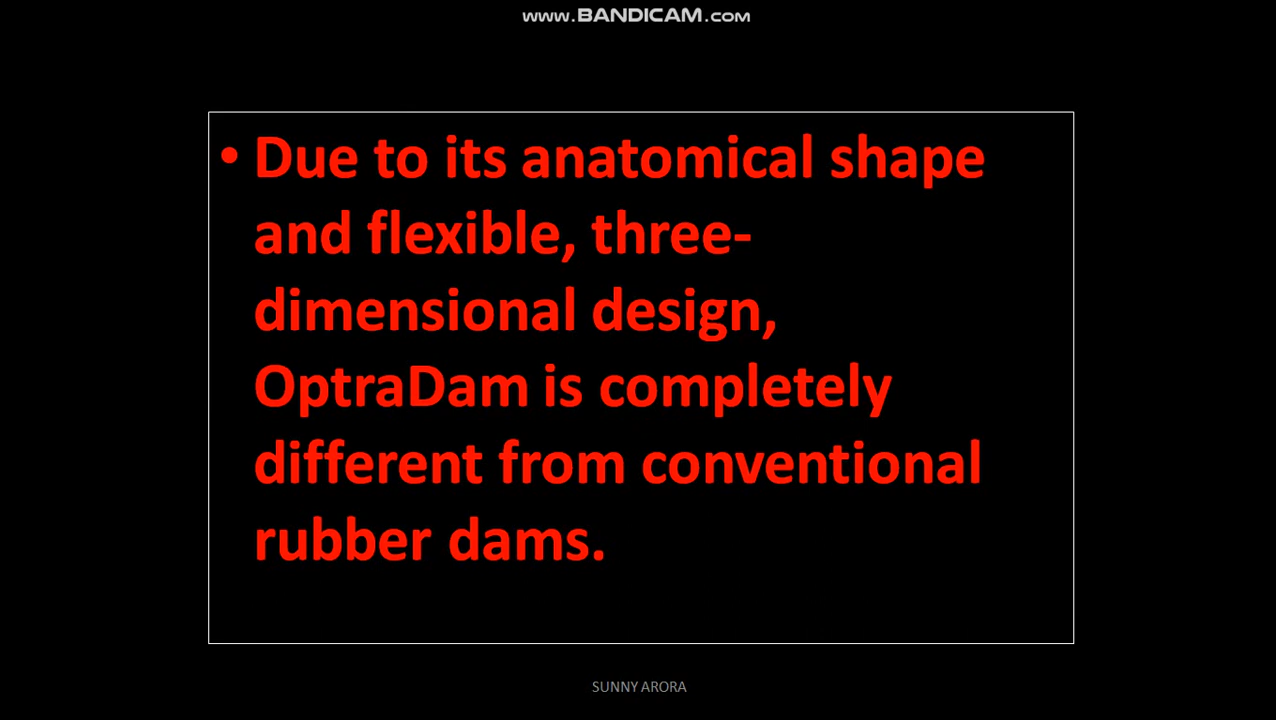 www.BANDICAM.com
• Due to its anatomical shape
and flexible, three-
dimensional design,
OptraDam is completely
different from conventional
rubber dams.
SUNNY ARORA